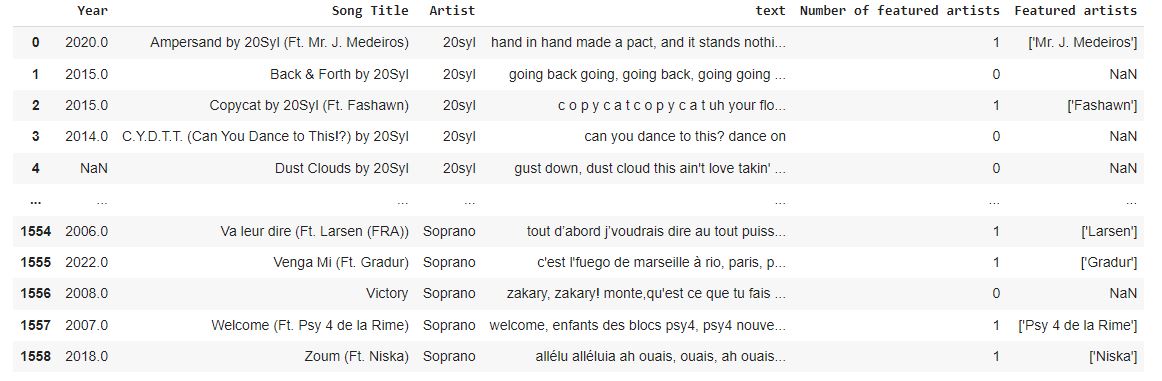 Year Song Title Artist text Number of featured artists Featured artists
0 2020.0 Ampersand by 20Syl (Ft. Mr. J. Medeiros) 20syl hand in hand made a pact, and it stands nothi... 1 ['Mr. J. Medeiros']
1 2015.0 Back & Forth by 20Syl 20syl going back going, going back, going going ... 0 NaN
2 2015.0 Copycat by 20Syl (Ft. Fashawn) 20syl c o p y c a t c o p y c a t uh your flo... 1 ['Fashawn']
3 2014.0 C.Y.D.T.T. (Can You Dance to This!?) by 20Syl 20syl can you dance to this? dance on 0 NaN
4 NaN Dust Clouds by 20Syl 20syl gust down, dust cloud this ain't love takin' ... 0 NaN
... ... ... ... ... ... ...
1554 2006.0 Va leur dire (Ft. Larsen (FRA)) Soprano tout d’abord j’voudrais dire au tout puiss... 1 ['Larsen']
1555 2022.0 Venga Mi (Ft. Gradur) Soprano c'est l'fuego de marseille à rio, paris, p... 1 ['Gradur']
1556 2008.0 Victory Soprano zakary, zakary! monte,qu'est ce que tu fais ... 0 NaN
1557 2007.0 Welcome (Ft. Psy 4 de la Rime) Soprano welcome, enfants des blocs psy4, psy4 nouve... 1 ['Psy 4 de la Rime']
1558 2018.0 Zoum (Ft. Niska) Soprano allélu alléluia ah ouais, ouais, ah ouais... 1 ['Niska']